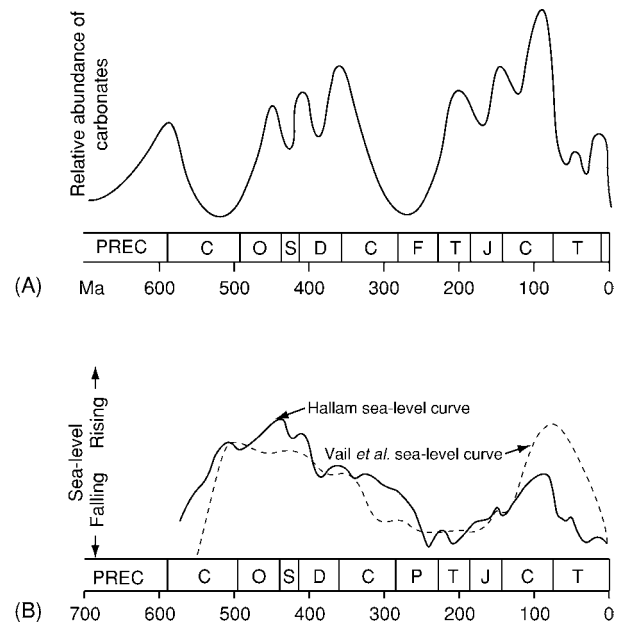 Relative abundance of
carbonates
PREC C O S D C F T J C T
(A) Ma 600 500 400 300 200 100 0
Sea-level
Falling Rising
Hallam sea-level curve
Vail et al. sea-level curve
PREC C O S D C P T J C T
(B) 700 600 500 400 300 200 100 0